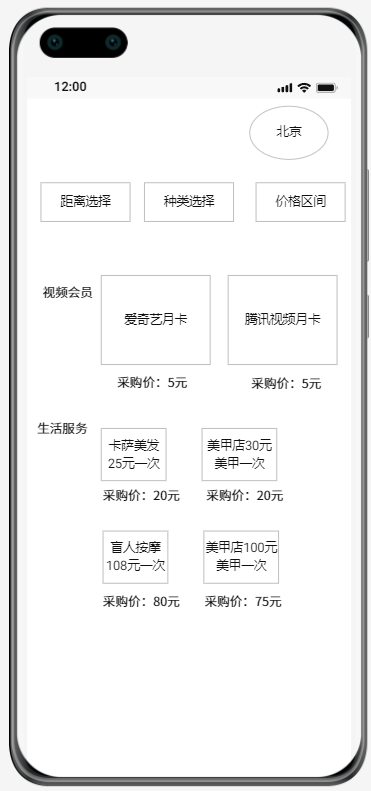 12:00
北京
距离选择
种类选择
价格区间
视频会员
爱奇艺月卡
腾讯视频月卡
采购价：5元
采购价：5元
生活服务
卡萨美发
25元一次
美甲店30元
美甲一次
采购价：20元
采购价：20元
盲人按摩
108元一次
美甲店100元
美甲一次
采购价：80元
采购价：75元